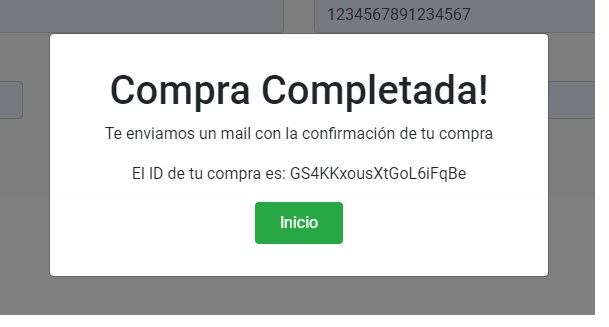 1234567891234567
Compra Completada!
Te enviamos un mail con la confirmación de tu compra
El ID de tu compra es: GS4KKxousXtGoL6iFqBe
Inicio